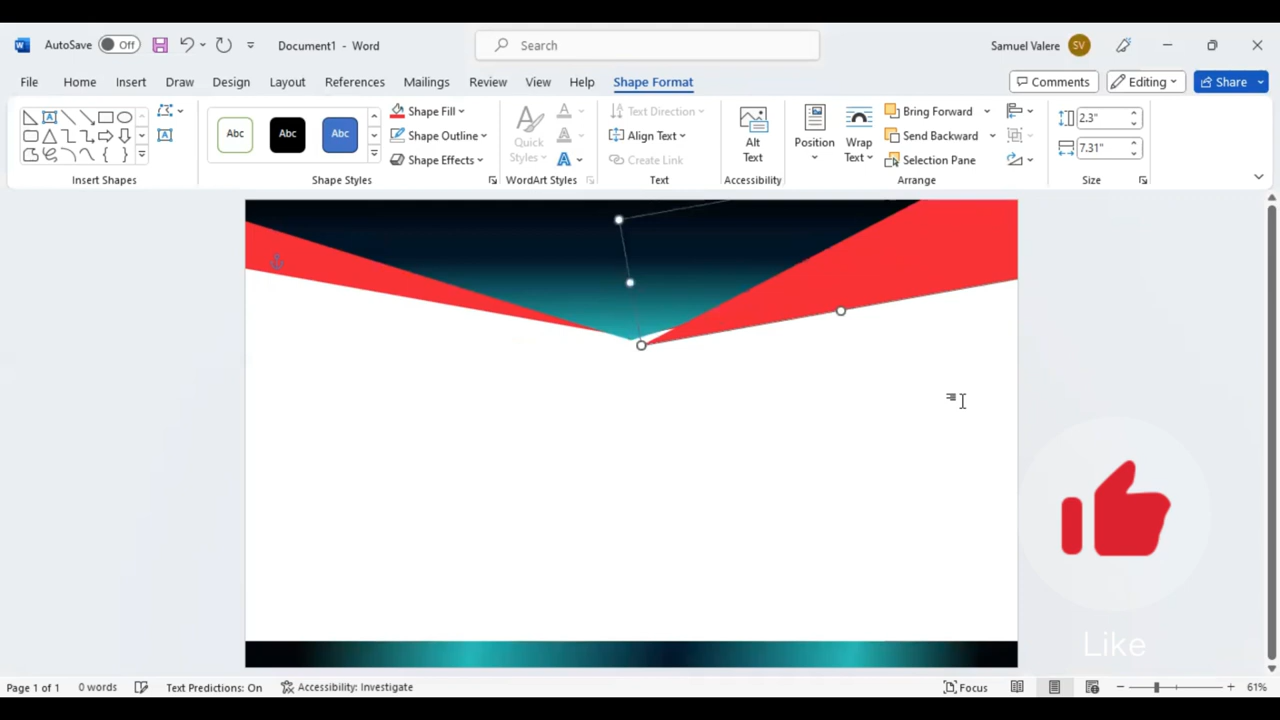 AutoSave Off Document1 - Word Search Samuel Valere SV
File Home Insert Draw Design Layout References Mailings Review View Help Shape Format Comments Editing Share
Abc Abc Abc
Shape Fill
Shape Outline
Shape Effects
Quick
Styles
Text Direction
Align Text
Create Link
Alt
Text
Position
Wrap
Text
Bring Forward
Send Backward
Selection Pane
2.3"
7.31"
Insert Shapes Shape Styles WordArt Styles Text Accessibility Arrange Size
Like
Page 1 of 1 0 words Text Predictions: On Accessibility: Investigate Focus 61%